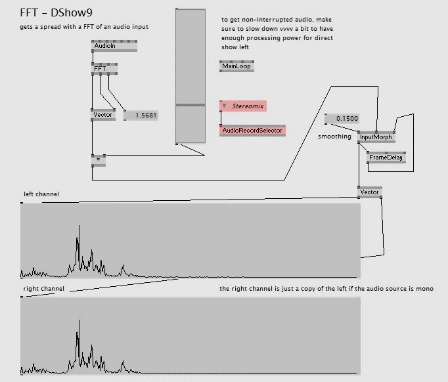 FFT - DShow9
gets a spread with a FFT of an audio input
to get non-interrupted audio, make
sure to slow down vvvv a bit to have
enough processing power for direct
show left
AudioIn
FFT
MainLoop
Vector
1.5681
Stereomix
AudioRecordSelector
0.1500
smoothing
InputMorph
FrameDelay
*
Vector
left channel
right channel
the right channel is just a copy of the left if the audio source is mono